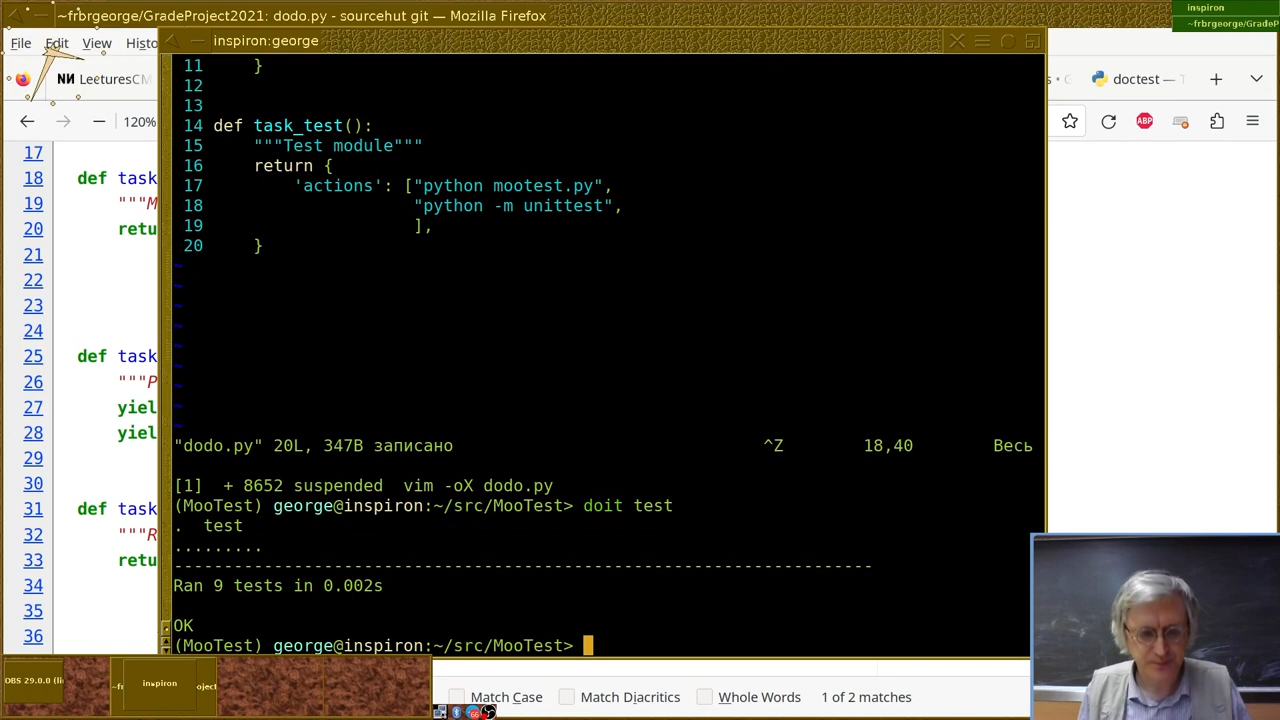 ~frbrgeorge/GradeProject2021: dodo.py - sourcehut git — Mozilla Firefox
inspiron
~frbrgeorge/GradeP
File Edit View Histo
inspiron:george
LecturesCM
doctest —
120%
ABP
11 }
12
13
14 def task_test():
15 """Test module"""
16 return {
17 'actions': ["python mootest.py",
18 "python -m unittest",
19 ],
20 }
~
~
~
~
~
~
~
~
"dodo.py" 20L, 347B записано ^Z 18,40 Весь
[1] + 8652 suspended vim -oX dodo.py
(MooTest) george@inspiron:~/src/MooTest> doit test
. test
.........
----------------------------------------------------------------------
Ran 9 tests in 0.002s
OK
(MooTest) george@inspiron:~/src/MooTest>
17
18 def task
19 """M
20 retu
21
22
23
24
25 def task
26 """P
27 yiel
28 yiel
29
30
31 def task
32 """R
33 retu
34
35
36
OBS 29.0.0 (li
~fr
inspiron
oject
66
Match Case
Match Diacritics
Whole Words
1 of 2 matches